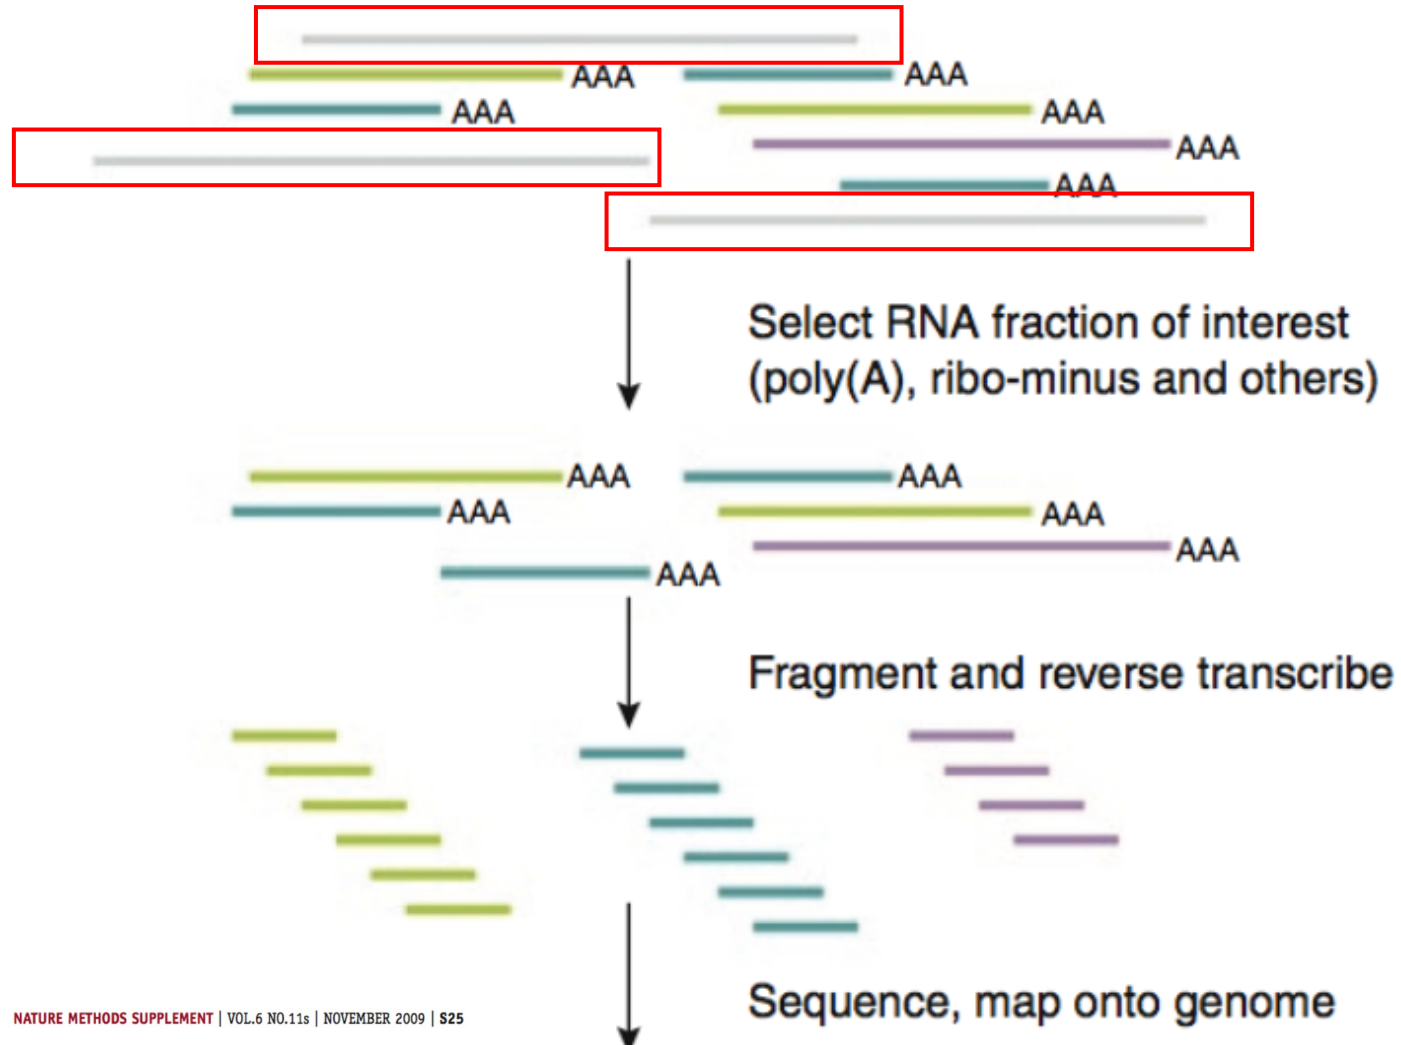 AAA AAA
AAA AAA
AAA
AAA
Select RNA fraction of interest
(poly(A), ribo-minus and others)
AAA AAA
AAA AAA
AAA
AAA
Fragment and reverse transcribe
Sequence, map onto genome
NATURE METHODS SUPPLEMENT | VOL.6 NO.11s | NOVEMBER 2009 | S25